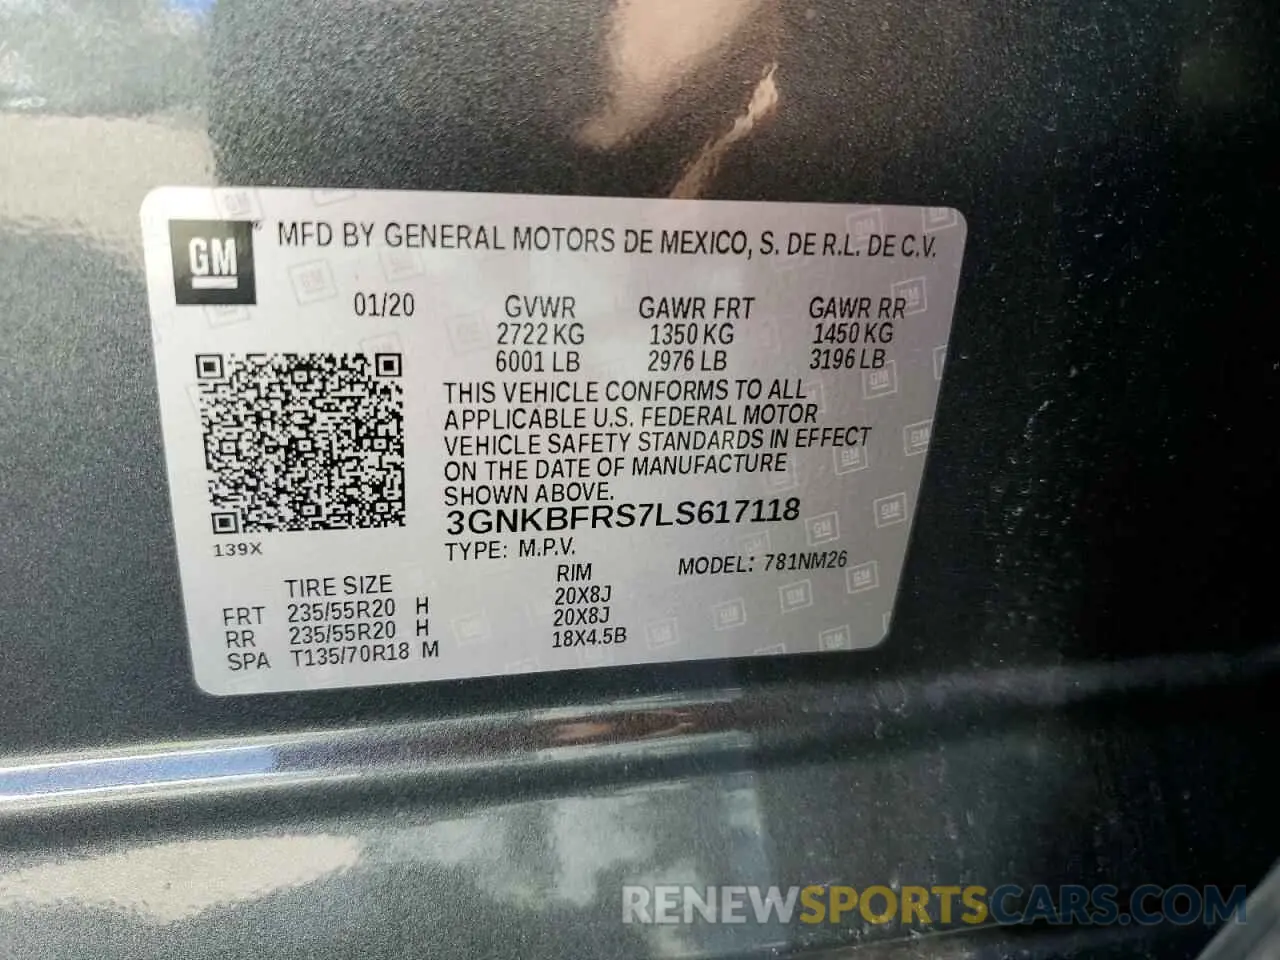 GM ® MFD BY GENERAL MOTORS DE MEXICO, S. DE R.L. DE C.V.
01/20 GVWR GAWR FRT GAWR RR
2722 KG 1350 KG 1450 KG
6001 LB 2976 LB 3196 LB
THIS VEHICLE CONFORMS TO ALL
APPLICABLE U.S. FEDERAL MOTOR
VEHICLE SAFETY STANDARDS IN EFFECT
ON THE DATE OF MANUFACTURE
SHOWN ABOVE.
3GNKBFRS7LS617118
139X
TYPE: M.P.V. MODEL: 781NM26
TIRE SIZE RIM
FRT 235/55R20 H 20X8J
RR 235/55R20 H 20X8J
SPA T135/70R18 M 18X4.5B
RENEWSPORTSCARS.COM